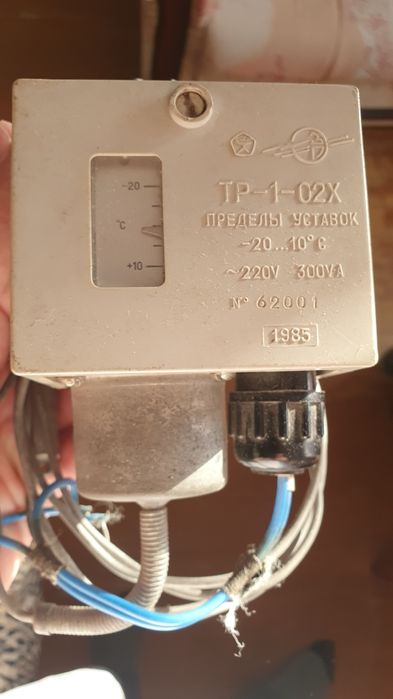 -20
°C
+10
ТР-1-02Х
ПРЕДЕЛЫ УСТАВОК
-20...10°С
~220V 300VA
№ 62001
1985